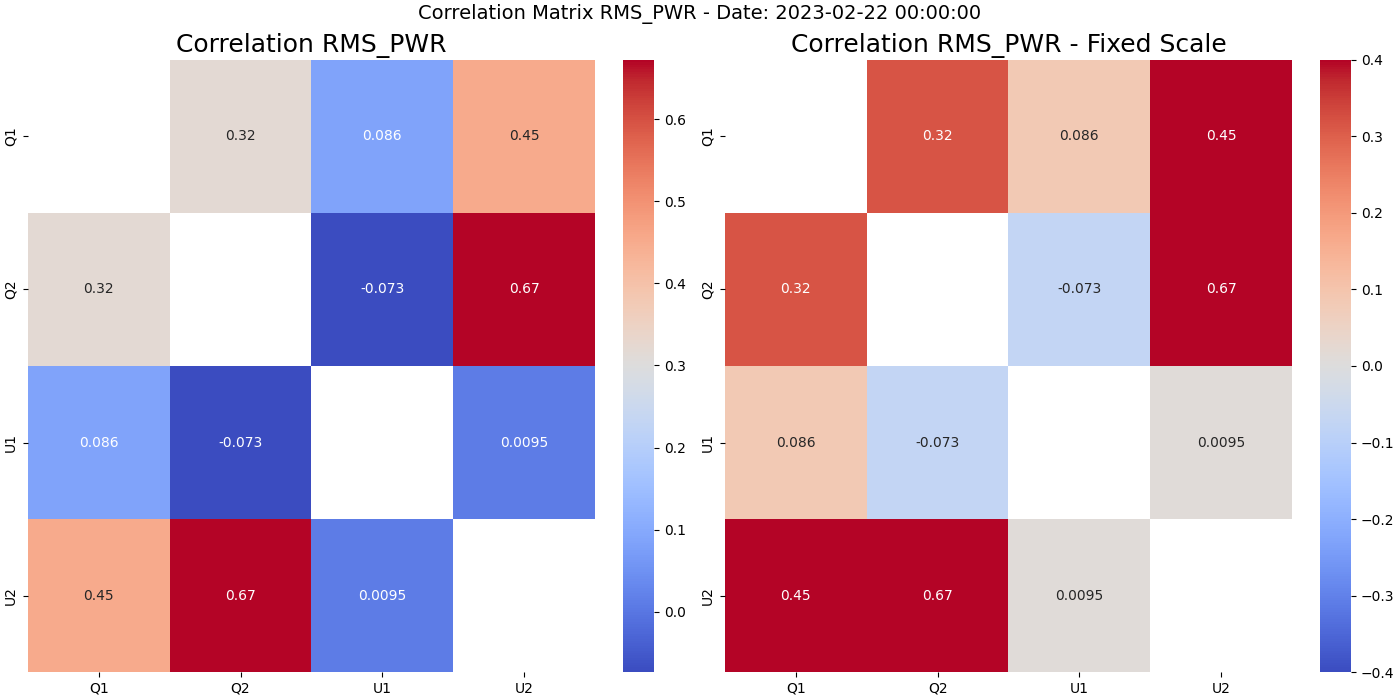 Correlation Matrix RMS_PWR - Date: 2023-02-22 00:00:00
Correlation RMS_PWR
Q1
0.32
0.086
0.45
Q2
0.32
-0.073
0.67
U1
0.086
-0.073
0.0095
U2
0.45
0.67
0.0095
Q1
Q2
U1
U2
0.6
0.5
0.4
0.3
0.2
0.1
0.0
Correlation RMS_PWR - Fixed Scale
Q1
0.32
0.086
0.45
Q2
0.32
-0.073
0.67
U1
0.086
-0.073
0.0095
U2
0.45
0.67
0.0095
Q1
Q2
U1
U2
0.4
0.3
0.2
0.1
0.0
−0.1
−0.2
−0.3
−0.4